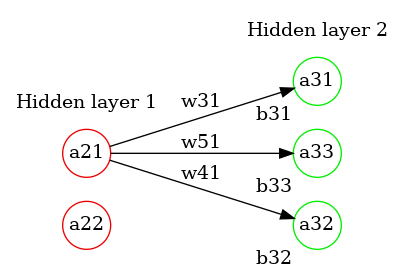 Hidden layer 2
a31
Hidden layer 1
w31
b31
a21
w51
a33
w41
b33
a22
a32
b32